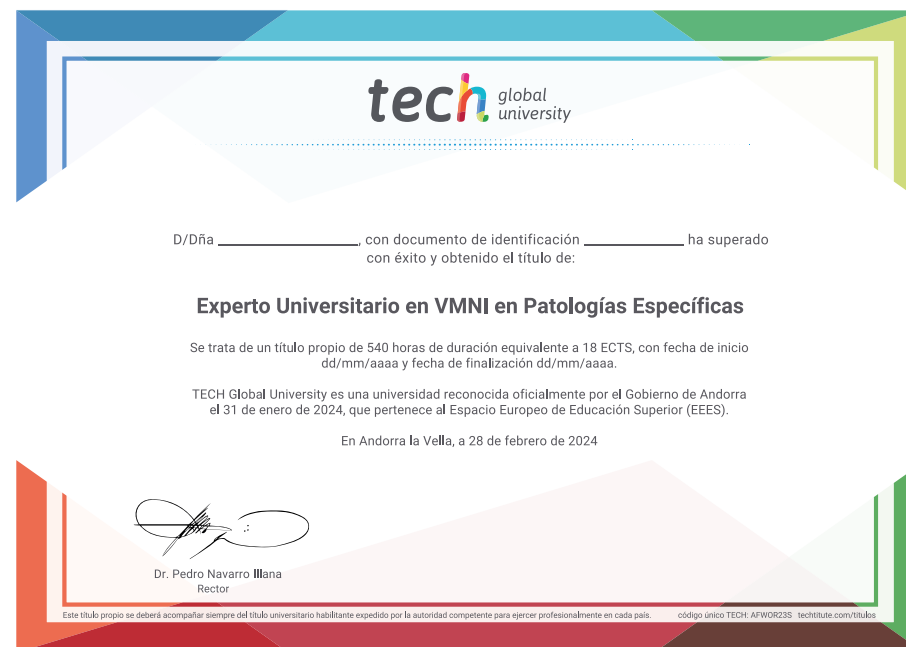 tech global university
D/Dña ____________________, con documento de identificación ______________ ha superado
con éxito y obtenido el título de:
Experto Universitario en VMNI en Patologías Específicas
Se trata de un título propio de 540 horas de duración equivalente a 18 ECTS, con fecha de inicio
dd/mm/aaaa y fecha de finalización dd/mm/aaaa.
TECH Global University es una universidad reconocida oficialmente por el Gobierno de Andorra
el 31 de enero de 2024, que pertenece al Espacio Europeo de Educación Superior (EEES).
En Andorra la Vella, a 28 de febrero de 2024
Dr. Pedro Navarro Illana
Rector
Este título propio se deberá acompañar siempre del título universitario habilitante expedido por la autoridad competente para ejercer profesionalmente en cada país. código único TECH: AFWOR23S techtitute.com/titulos